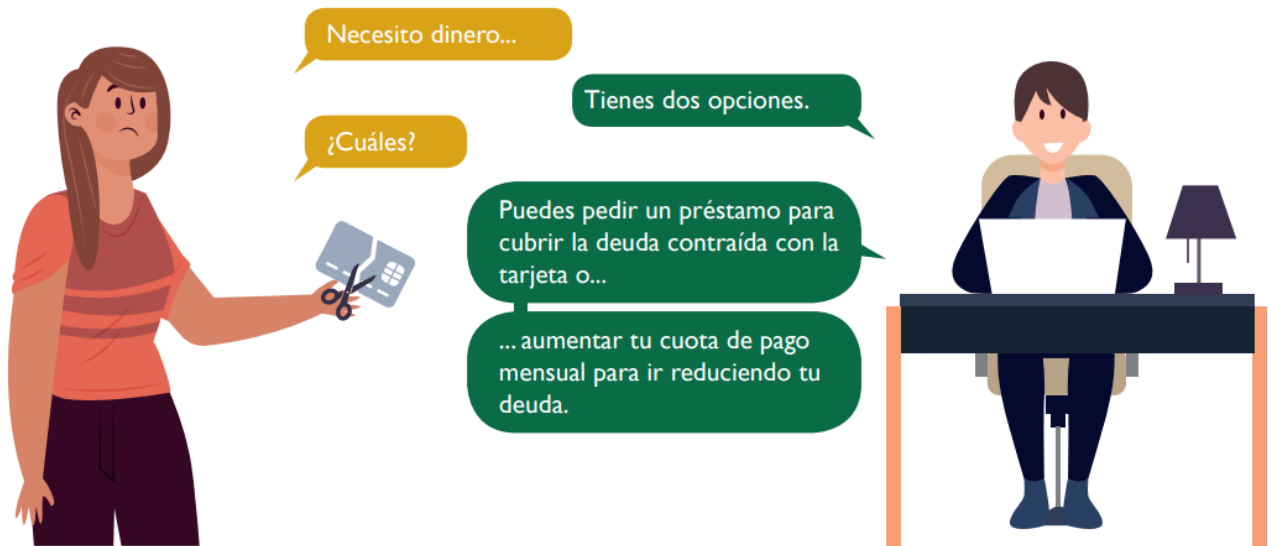 Necesito dinero...
Tienes dos opciones.
¿Cuáles?
Puedes pedir un préstamo para
cubrir la deuda contraída con la
tarjeta o...
... aumentar tu cuota de pago
mensual para ir reduciendo tu
deuda.